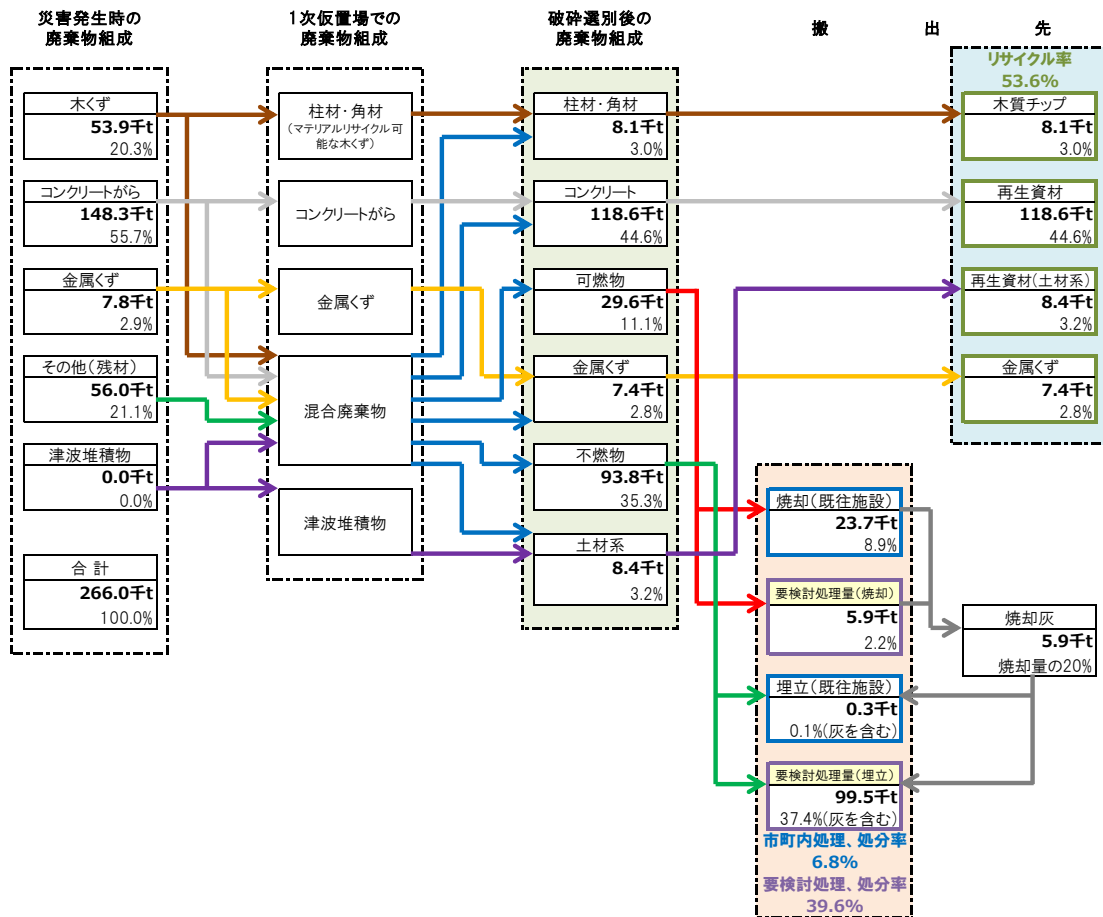 災害発生時の
廃棄物組成
木くず
53.9千t
20.3%
コンクリートがら
148.3千t
55.7%
金属くず
7.8千t
2.9%
その他(残材)
56.0千t
21.1%
津波堆積物
0.0千t
0.0%
合計
266.0千t
100.0%
1次仮置場での
廃棄物組成
柱材・角材
(マテリアルリサイクル可
能な木くず)
コンクリートがら
金属くず
混合廃棄物
津波堆積物
破砕選別後の
廃棄物組成
柱材・角材
8.1千t
3.0%
コンクリート
118.6千t
44.6%
可燃物
29.6千t
11.1%
金属くず
7.4千t
2.8%
不燃物
93.8千t
35.3%
土材系
8.4千t
3.2%
搬 出 先
リサイクル率
53.6%
木質チップ
8.1千t
3.0%
再生資材
118.6千t
44.6%
再生資材(土材系)
8.4千t
3.2%
金属くず
7.4千t
2.8%
焼却(既往施設)
23.7千t
8.9%
要検討処理量(焼却)
5.9千t
2.2%
埋立(既往施設)
0.3千t
0.1%(灰を含む)
要検討処理量(埋立)
99.5千t
37.4%(灰を含む)
市町内処理、処分率
6.8%
要検討処理、処分率
39.6%
焼却灰
5.9千t
焼却量の20%